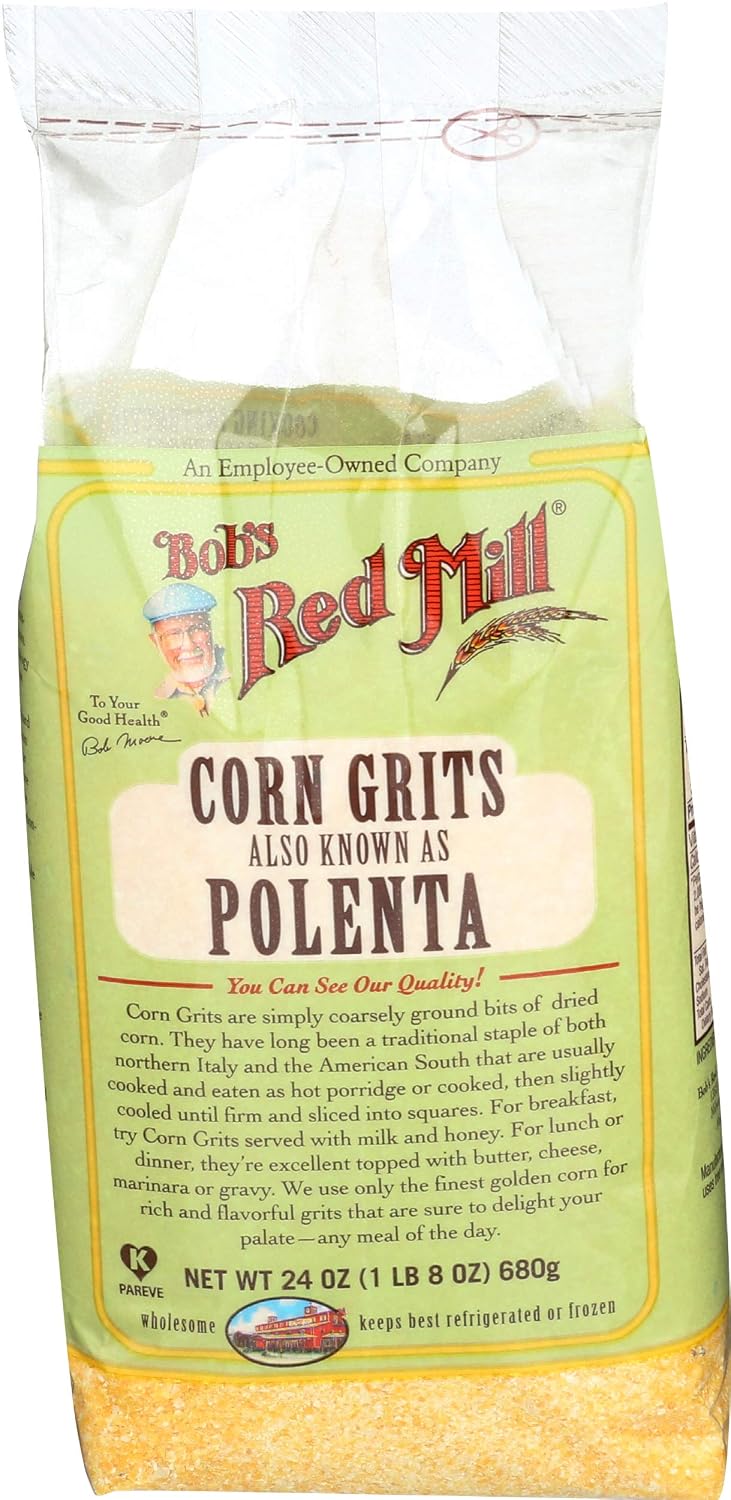 An Employee-Owned Company
Bob's
Red Mill®
To Your
Good Health®
Bob Moore
CORN GRITS
ALSO KNOWN AS
POLENTA
You Can See Our Quality!
Corn Grits are simply coarsely ground bits of dried
corn. They have long been a traditional staple of both
northern Italy and the American South that are usually
cooked and eaten as hot porridge or cooked, then slightly
cooled until firm and sliced into squares. For breakfast,
try Corn Grits served with milk and honey. For lunch or
dinner, they're excellent topped with butter, cheese,
marinara or gravy. We use only the finest golden corn for
rich and flavorful grits that are sure to delight your
palate—any meal of the day.
K
PAREVE
NET WT 24 OZ (1 LB 8 OZ) 680g
wholesome
keeps best refrigerated or frozen